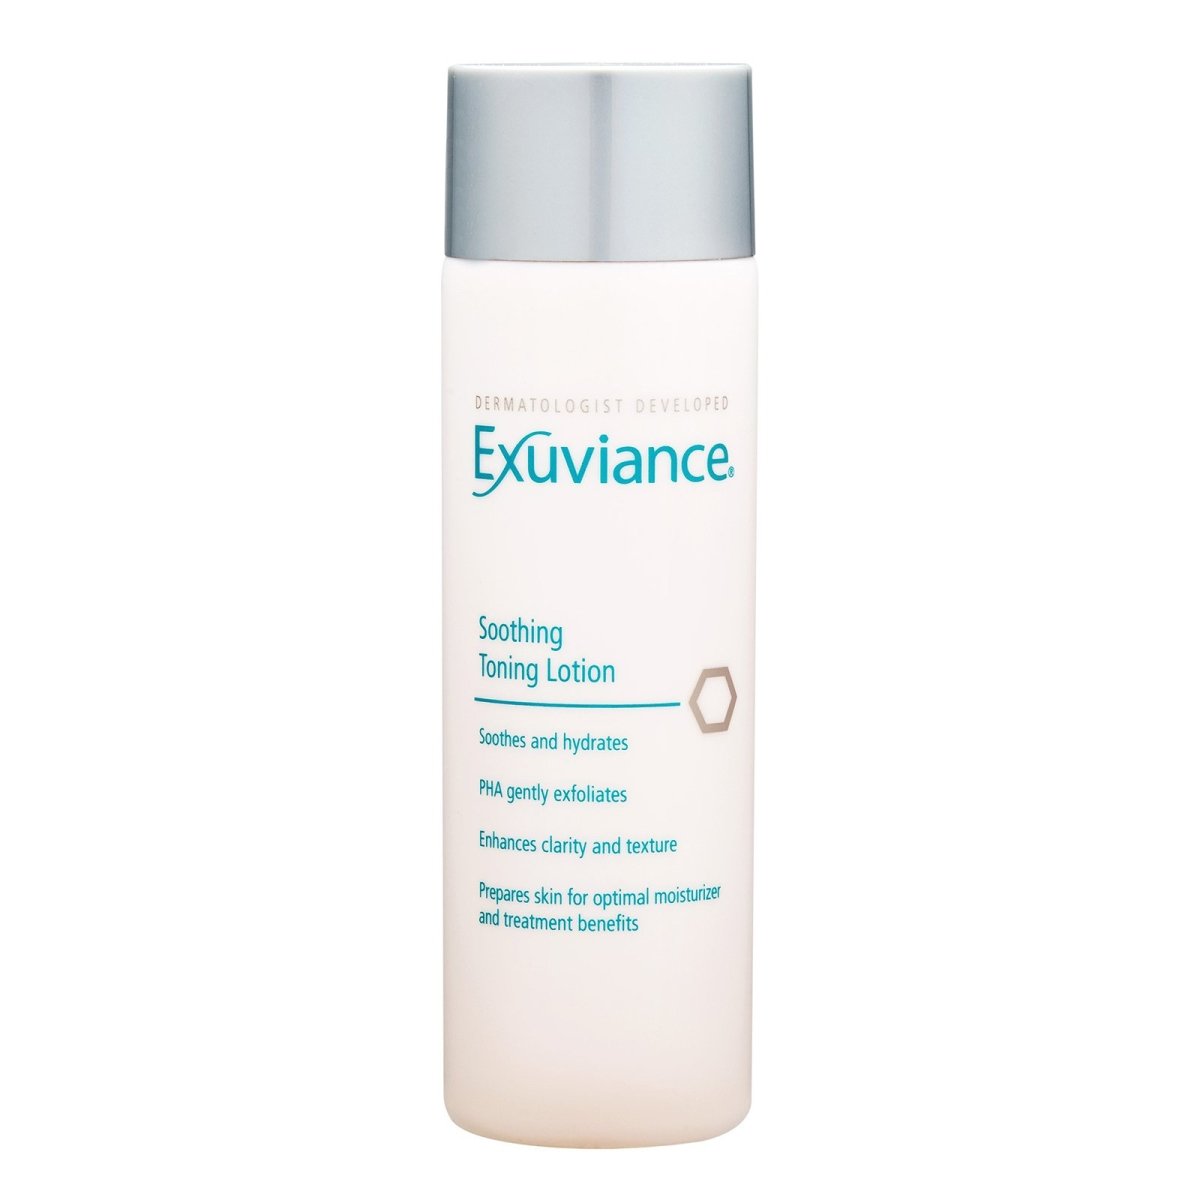 DERMATOLOGIST DEVELOPED
Exuviance®
Soothing
Toning Lotion
Soothes and hydrates
PHA gently exfoliates
Enhances clarity and texture
Prepares skin for optimal moisturizer
and treatment benefits